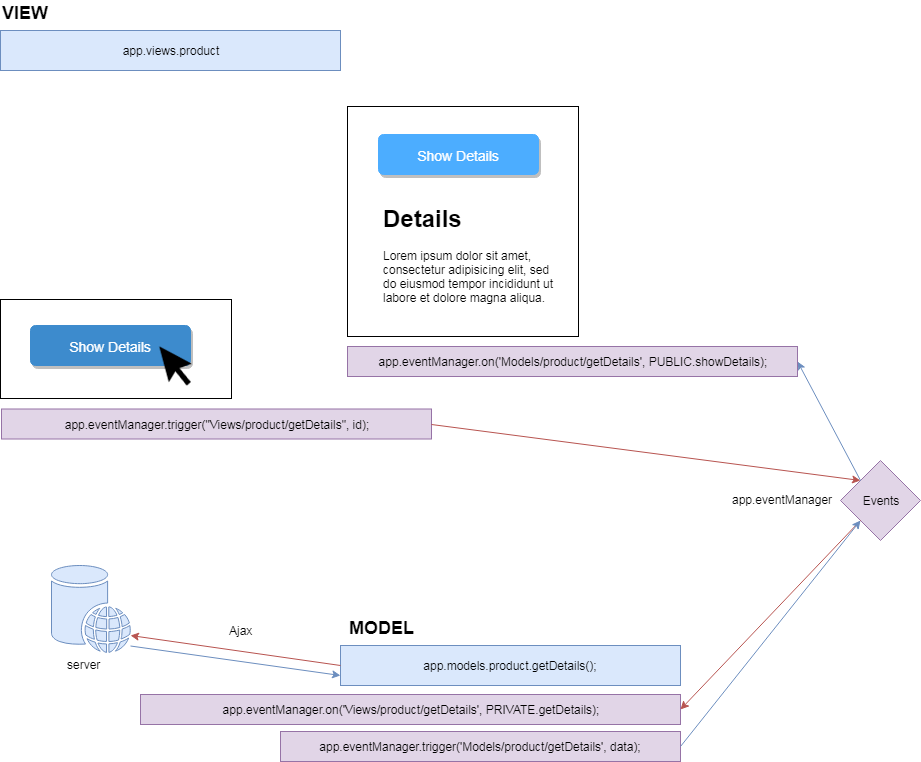 VIEW
app.views.product
Show Details
Details
Lorem ipsum dolor sit amet,
consectetur adipisicing elit, sed
do eiusmod tempor incididunt ut
labore et dolore magna aliqua.
Show Details
app.eventManager.on('Models/product/getDetails', PUBLIC.showDetails);
app.eventManager.trigger("Views/product/getDetails", id);
app.eventManager
Events
server
Ajax
MODEL
app.models.product.getDetails();
app.eventManager.on('Views/product/getDetails', PRIVATE.getDetails);
app.eventManager.trigger('Models/product/getDetails', data);